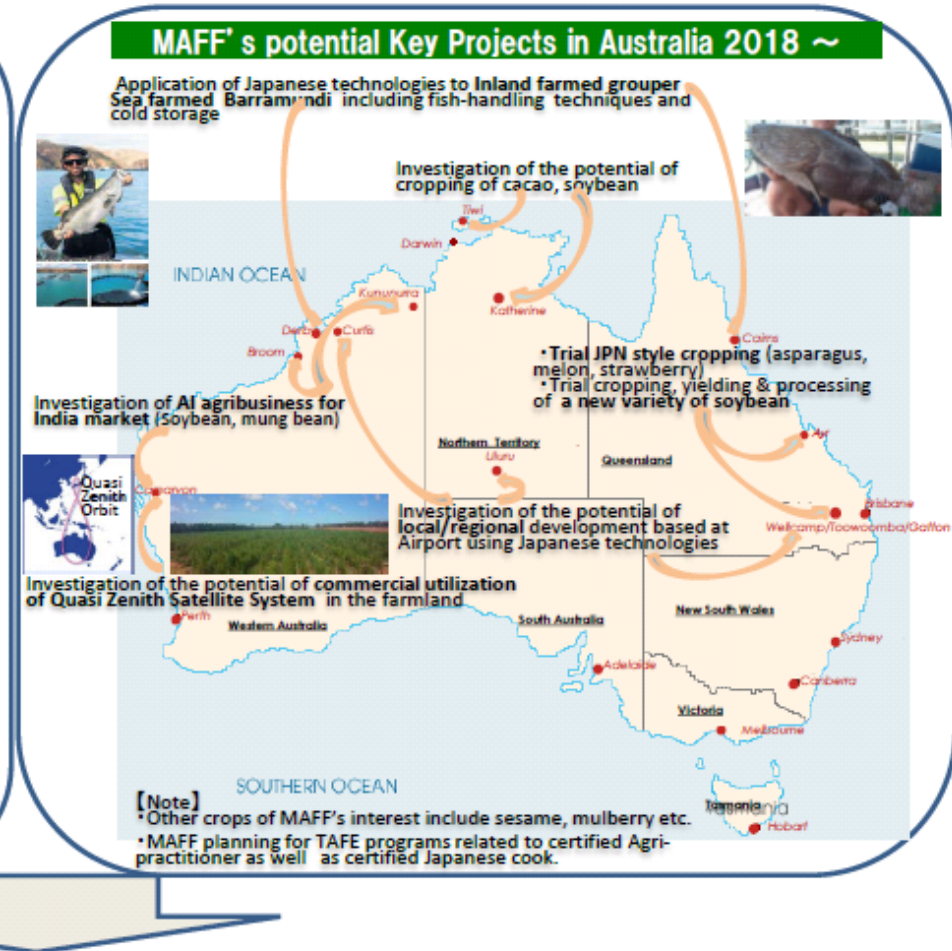 MAFF's potential Key Projects in Australia 2018 ～
Application of Japanese technologies to Inland farmed grouper
Sea farmed Barramundi including fish-handling techniques and
cold storage
Investigation of the potential of
cropping of cacao, soybean
Tiwi
Darwin
INDIAN OCEAN
Kununurra
Katherine
Derby
Curtis
Cairns
Broom
・Trial JPN style cropping (asparagus,
melon, strawberry)
・Trial cropping, yielding & processing
of a new variety of soybean
Investigation of AI agribusiness for
India market (Soybean, mung bean)
Ayr
Northern Territory
Uluru
Queensland
Quasi
Zenith
Orbit
Carnarvon
Investigation of the potential of
local/regional development based at
Airport using Japanese technologies
Brisbane
Wellcamp/Toowoomba/Gatton
Investigation of the potential of commercial utilization
of Quasi Zenith Satellite System in the farmland
Perth
Western Australia
South Australia
New South Wales
Sydney
Adelaide
Canberra
Victoria
Melbourne
SOUTHERN OCEAN
【Note】
・Other crops of MAFF's interest include sesame, mulberry etc.
・MAFF planning for TAFE programs related to certified Agri-
practitioner as well as certified Japanese cook.
Tasmania
Tasmania
Hobart